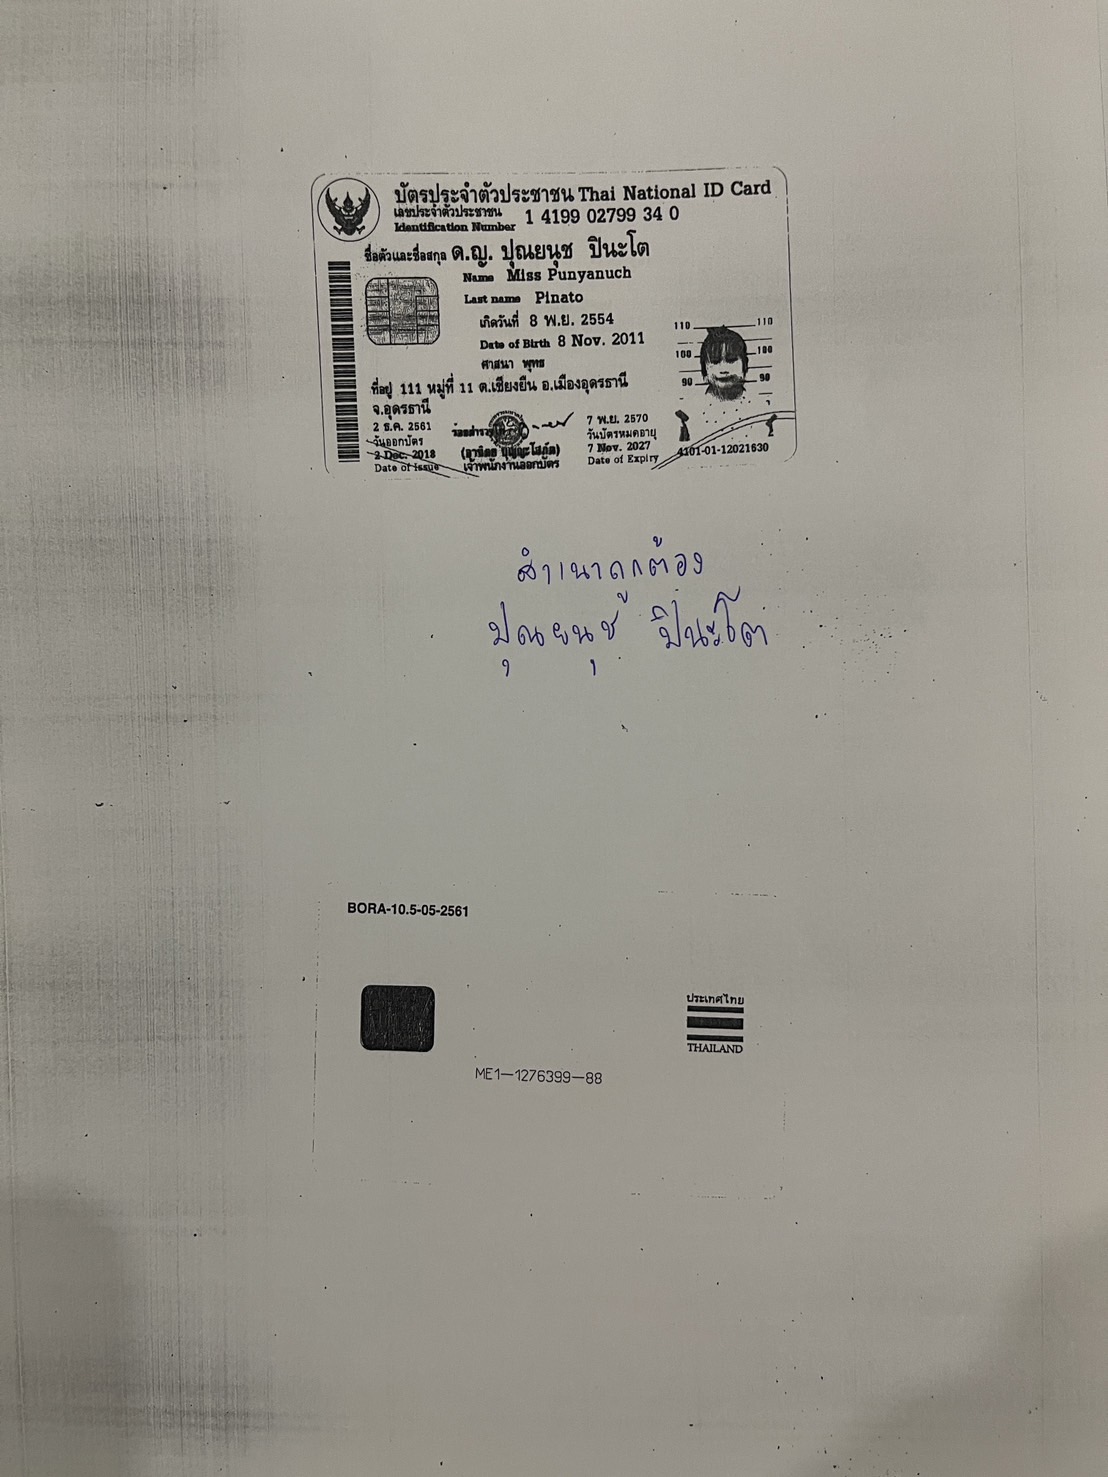 บัตรประจำตัวประชาชน Thai National ID Card
เลขประจำตัวประชาชน
Identification Number 1 4199 02799 34 0
ชื่อตัวและชื่อสกุล ด.ญ. ปุณยนุช ปินะโต
Name Miss Punyanuch
Last name Pinato
เกิดวันที่ 8 พ.ย. 2554
Date of Birth 8 Nov. 2011
ศาสนา พุทธ
ที่อยู่ 111 หมู่ที่ 11 ต.เชียงยืน อ.เมืองอุดรธานี
จ.อุดรธานี
110 110
100 100
90 90
2 ธ.ค. 2561
วันออกบัตร
2 Dec. 2018
Date of Issue
เจ้าพนักงานออกบัตร
7 พ.ย. 2570
วันบัตรหมดอายุ
7 Nov. 2027
Date of Expiry
4101-01-12021630
สำเนาถูกต้อง
ปุณยนุช ปินะโต
BORA-10.5-05-2561
ประเทศไทย
THAILAND
ME1-1276399-88